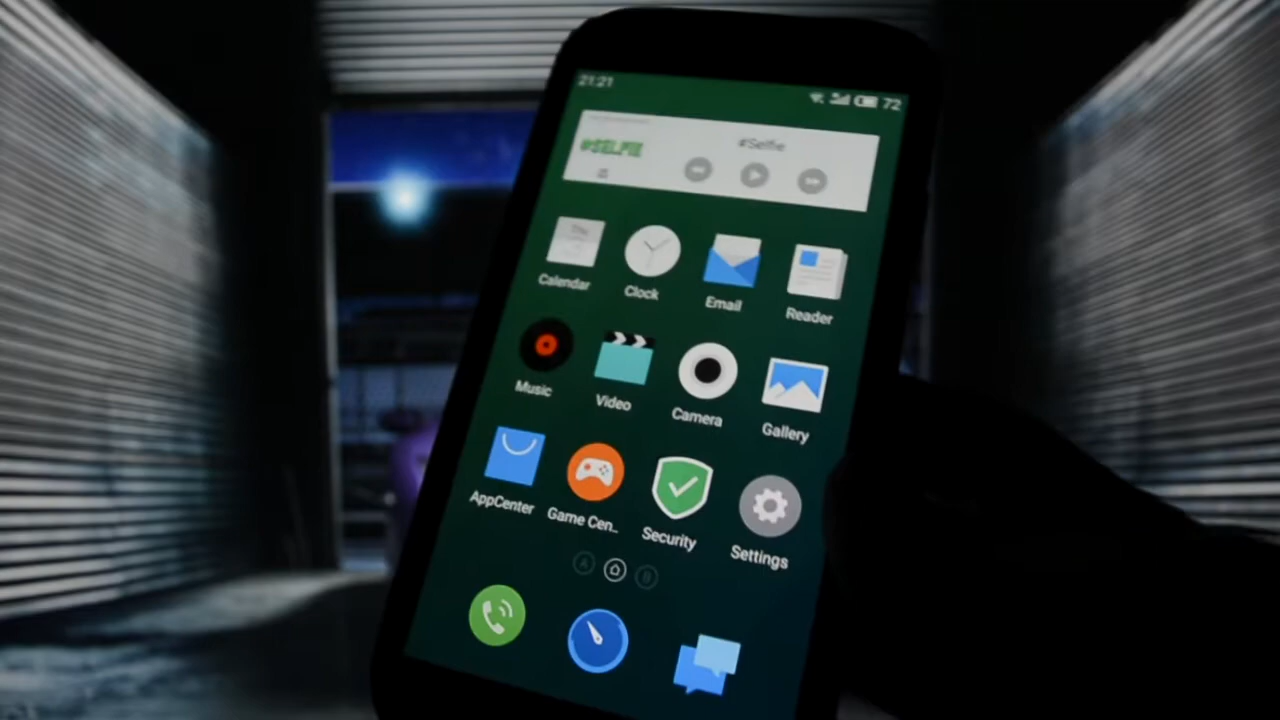 21:21
72
#SELFIE
#Selfie
Calendar
Clock
Email
Reader
Music
Video
Camera
Gallery
AppCenter
Game Cen..
Security
Settings
A
B